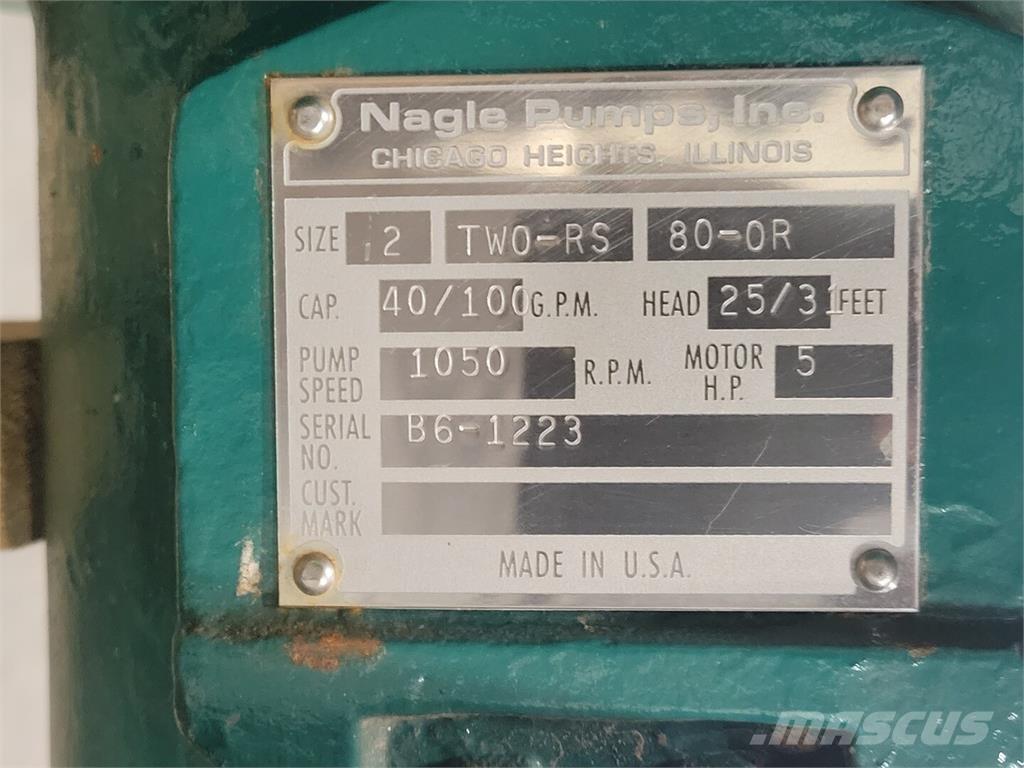 Nagle Pumps, Inc.
CHICAGO HEIGHTS, ILLINOIS
SIZE 2 TWO-RS 80-OR
CAP. 40/100 G.P.M. HEAD 25/31 FEET
PUMP SPEED 1050 R.P.M. MOTOR H.P. 5
SERIAL NO. B6-1223
CUST. MARK
MADE IN U.S.A.
MASCUS